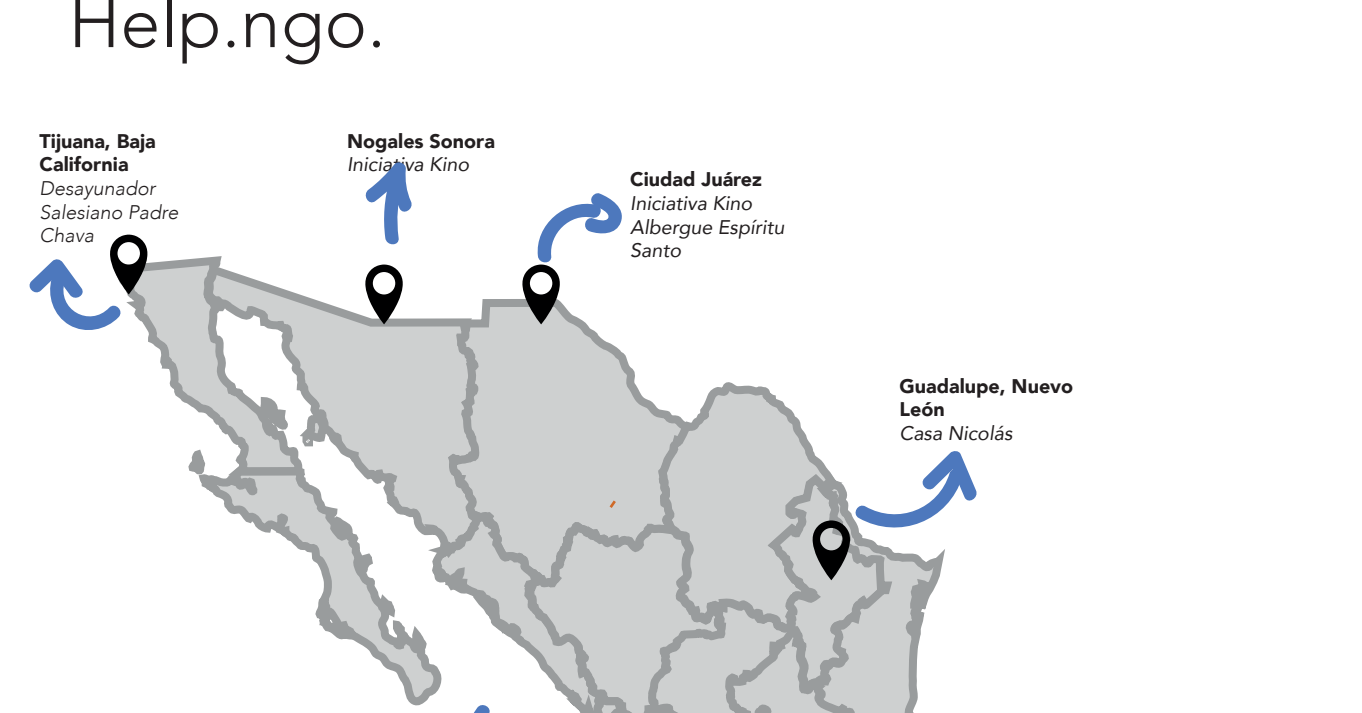 Help.ngo.
Tijuana, Baja
California
Desayunador
Salesiano Padre
Chava
Nogales Sonora
Iniciativa Kino
Ciudad Juárez
Iniciativa Kino
Albergue Espíritu
Santo
Guadalupe, Nuevo
León
Casa Nicolás